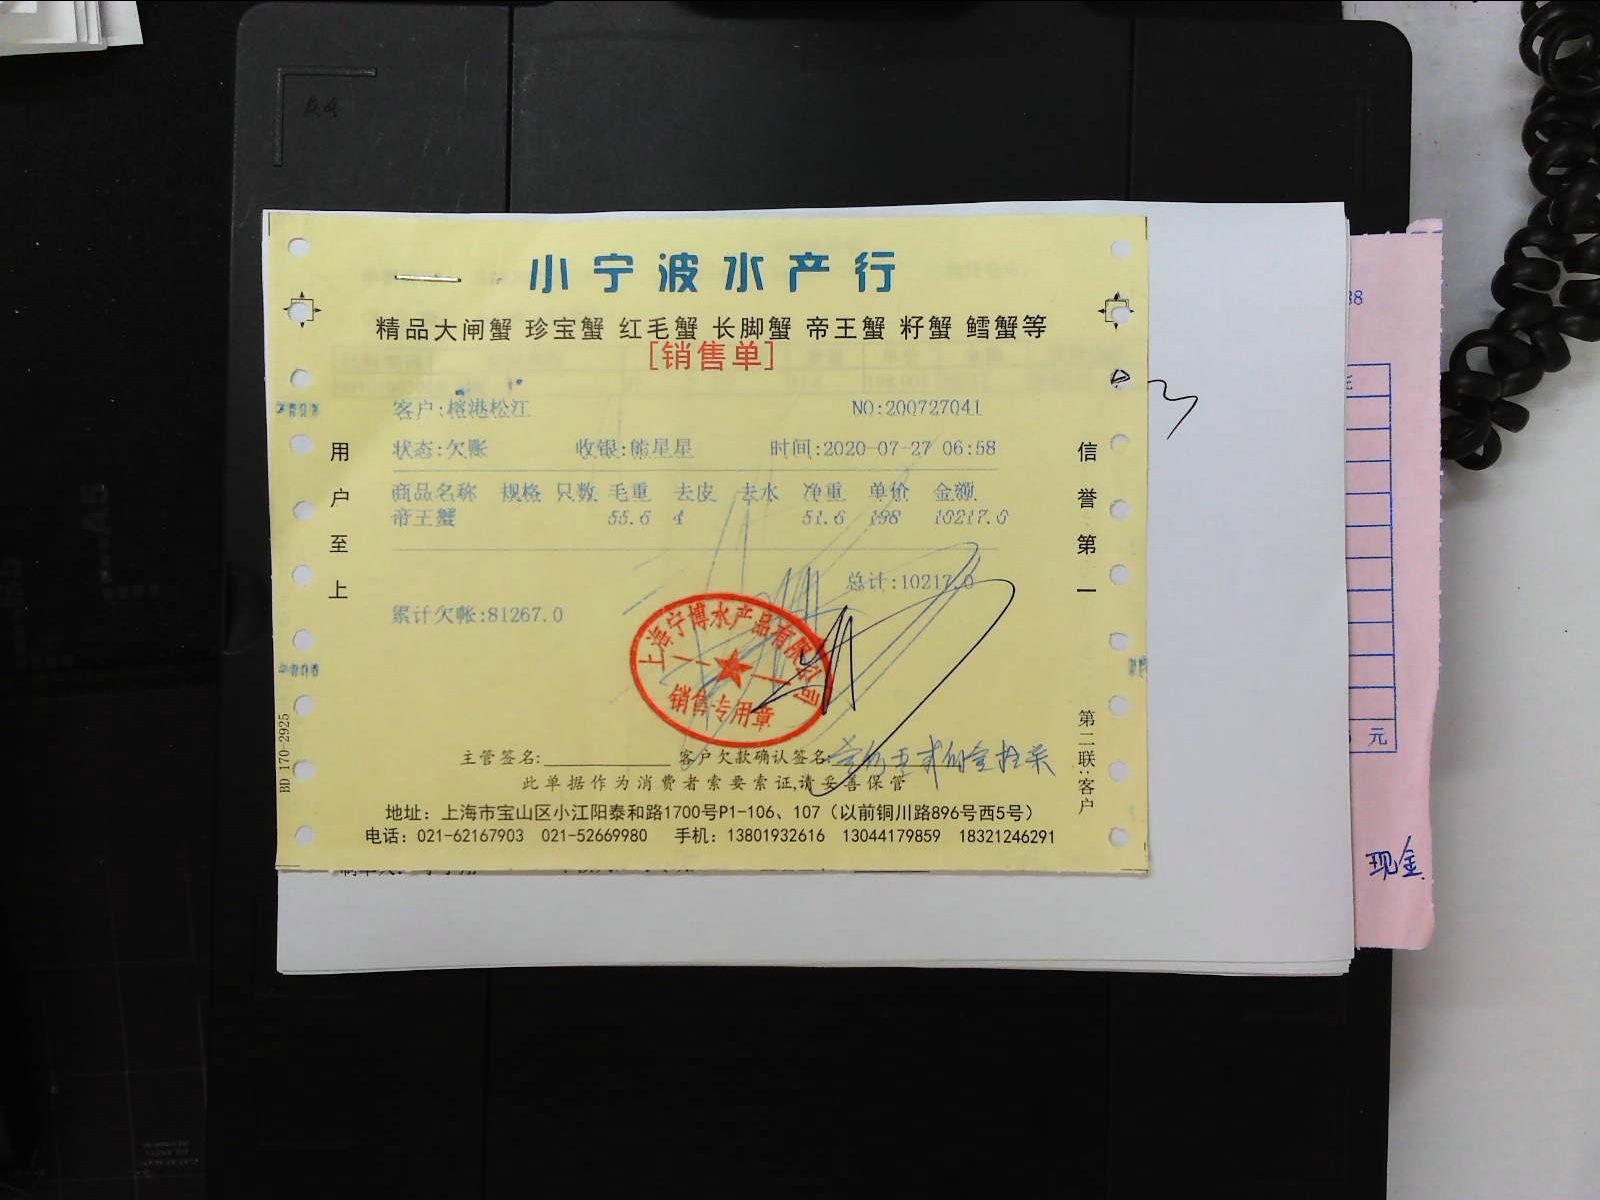 小宁波水产行
精品大闸蟹 珍宝蟹 红毛蟹 长脚蟹 帝王蟹 籽蟹 鳕蟹等
[销售单]
客户:榕港松江 NO:200727041
状态:欠账 收银:熊星星 时间:2020-07-27 06:58
商品名称 规格 只数 毛重 去皮 去水 净重 单价 金额
帝王蟹 55.6 4 51.6 198 10217.0
总计:10217.0
累计欠帐:81267.0
用户至上
信誉第一
上海宁博水产品有限公司
销售专用章
主管签名: 客户欠款确认签名:
此单据作为消费者索要索证,请妥善保管
地址：上海市宝山区小江阳泰和路1700号P1-106、107（以前铜川路896号西5号）
电话：021-62167903 021-52669980 手机：13801932616 13044179859 18321246291
BD 170-2925
第二联:客户
元
现金
A5